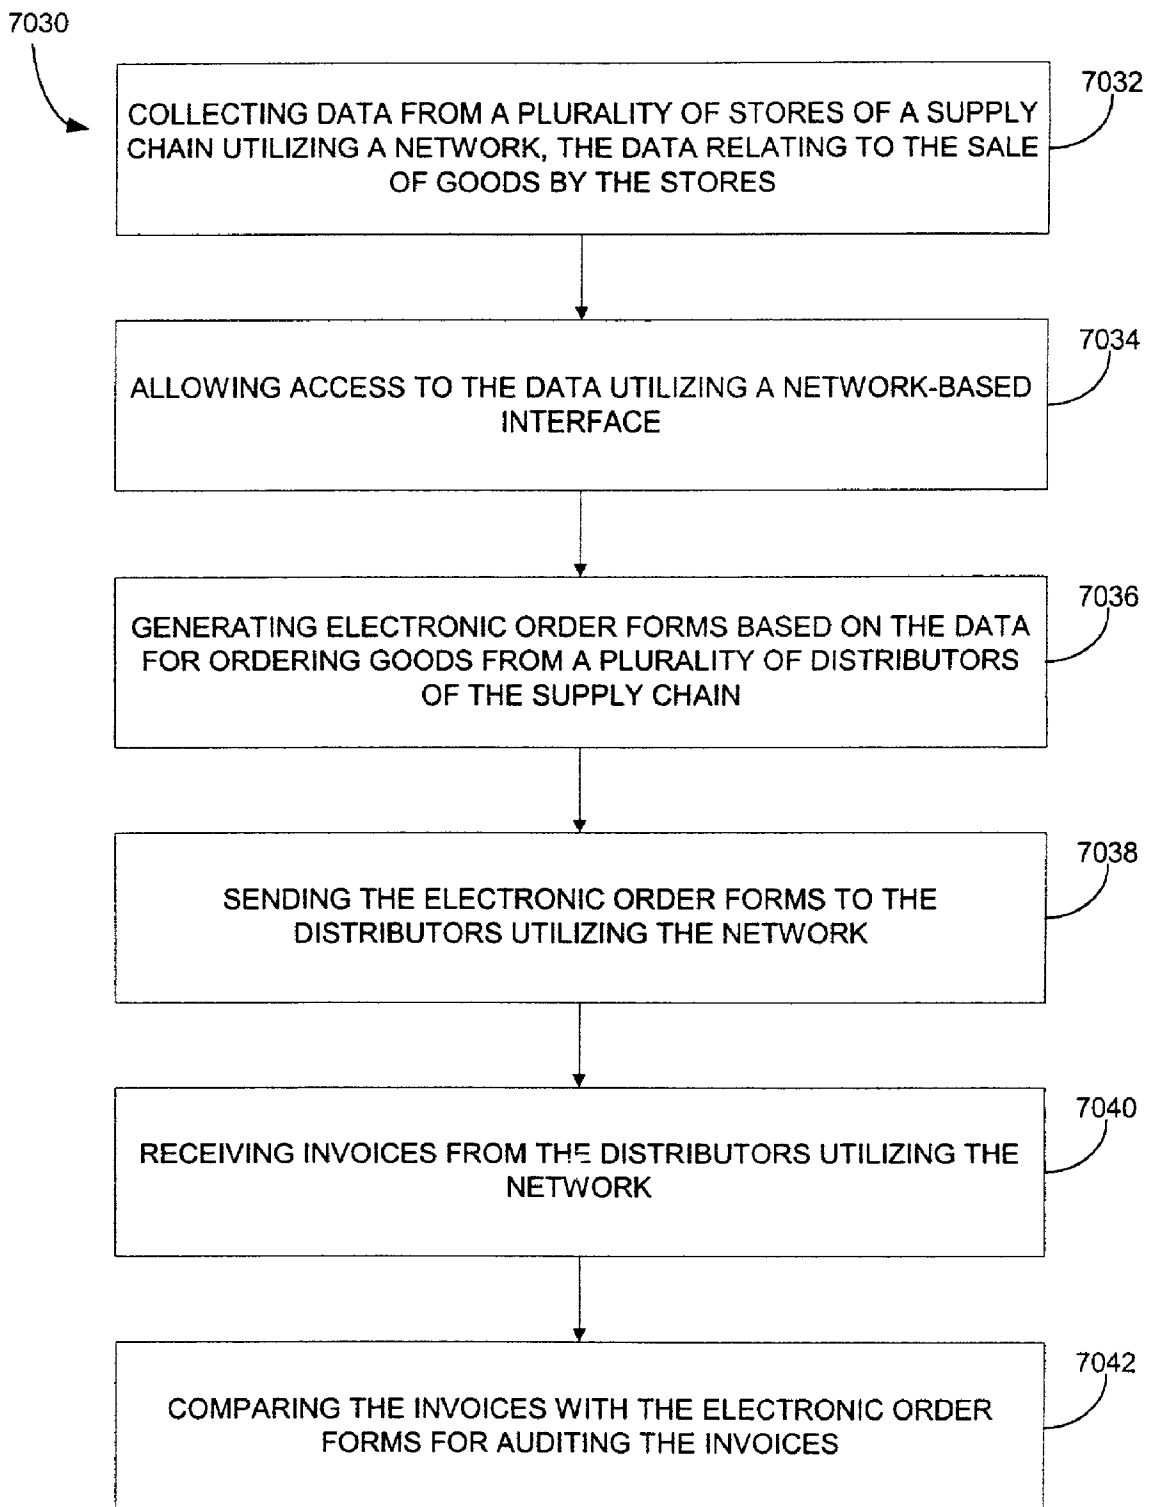 7030
7032
COLLECTING DATA FROM A PLURALITY OF STORES OF A SUPPLY
CHAIN UTILIZING A NETWORK, THE DATA RELATING TO THE SALE
OF GOODS BY THE STORES
7034
ALLOWING ACCESS TO THE DATA UTILIZING A NETWORK-BASED
INTERFACE
7036
GENERATING ELECTRONIC ORDER FORMS BASED ON THE DATA
FOR ORDERING GOODS FROM A PLURALITY OF DISTRIBUTORS
OF THE SUPPLY CHAIN
7038
SENDING THE ELECTRONIC ORDER FORMS TO THE
DISTRIBUTORS UTILIZING THE NETWORK
7040
RECEIVING INVOICES FROM THE DISTRIBUTORS UTILIZING THE
NETWORK
7042
COMPARING THE INVOICES WITH THE ELECTRONIC ORDER
FORMS FOR AUDITING THE INVOICES